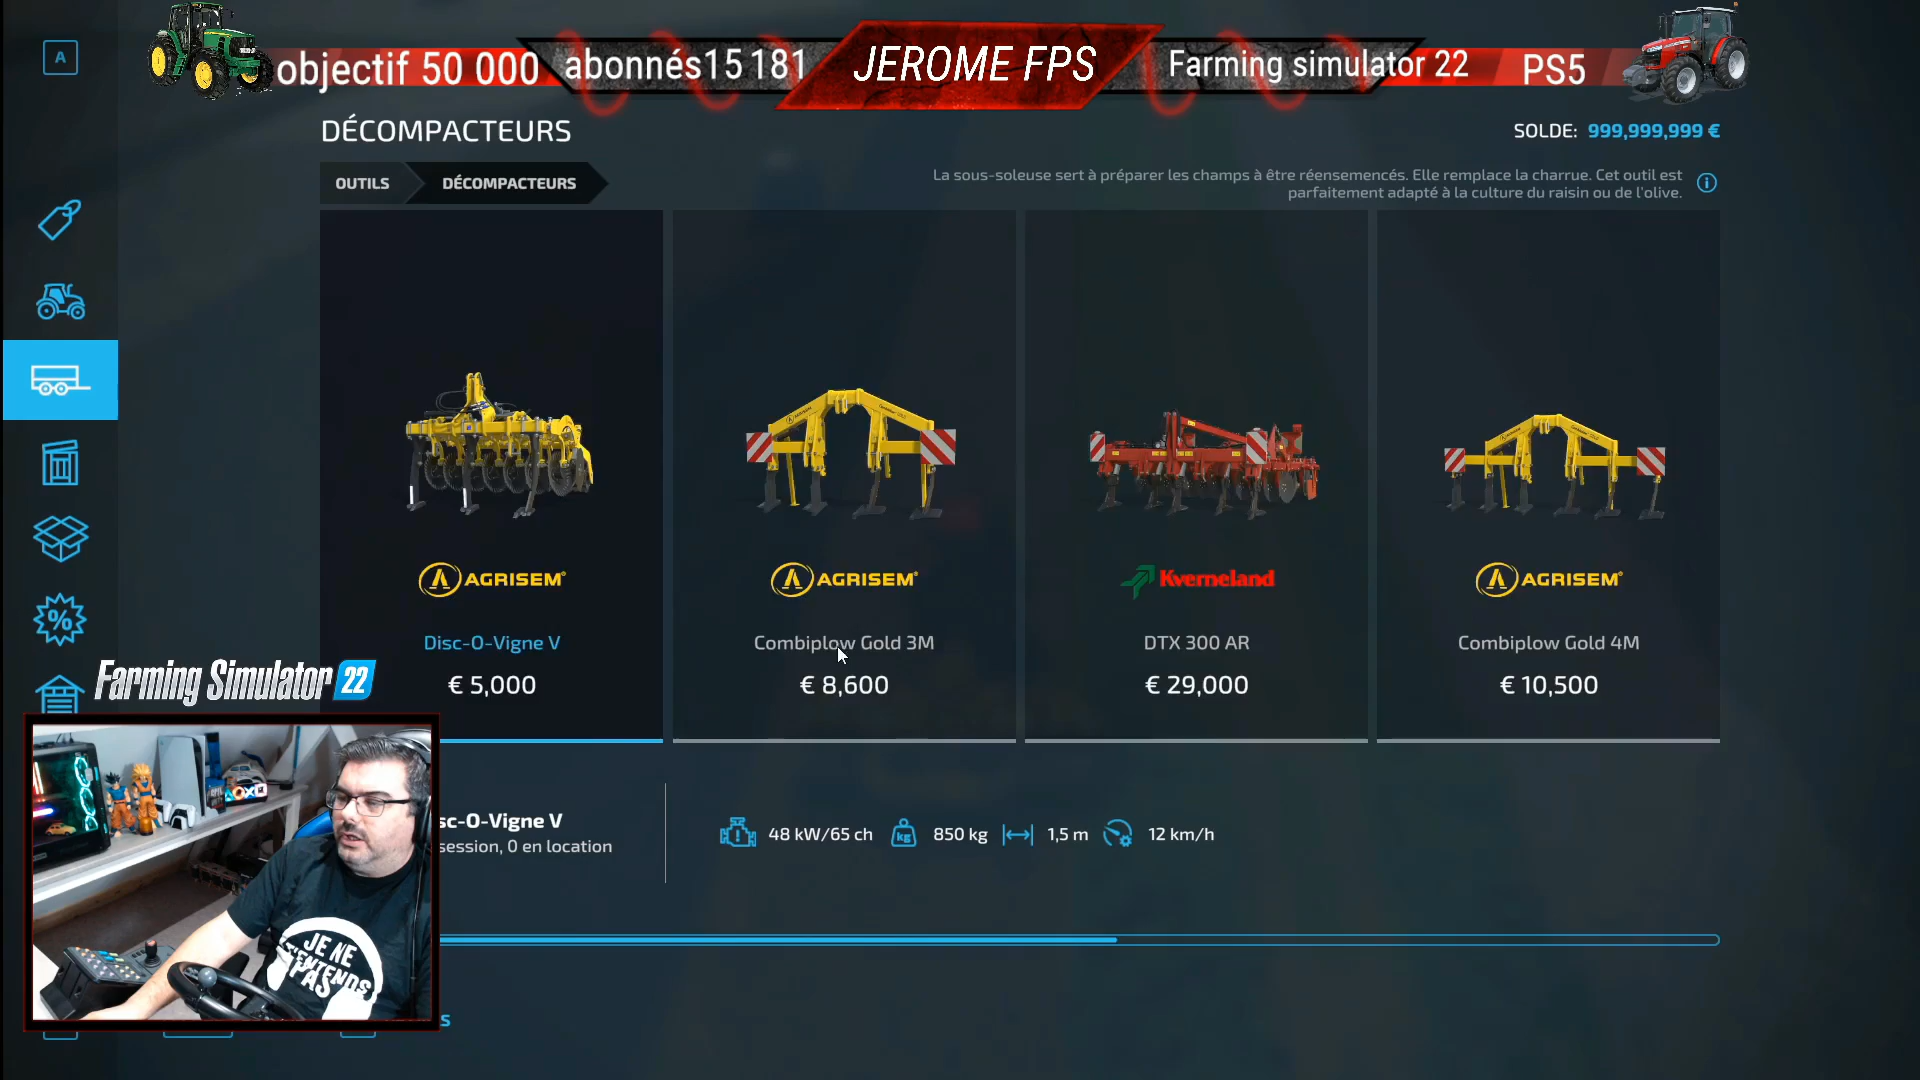 A
objectif 50 000
abonnés15 181
JEROME FPS
Farming simulator 22
PS5
DÉCOMPACTEURS
SOLDE: 999,999,999 €
OUTILS
DÉCOMPACTEURS
La sous-soleuse sert à préparer les champs à être réensemencés. Elle remplace la charrue. Cet outil est
parfaitement adapté à la culture du raisin ou de l'olive.
AGRISEM
Disc-O-Vigne V
€ 5,000
AGRISEM
Combiplow Gold 3M
€ 8,600
Kverneland
DTX 300 AR
€ 29,000
AGRISEM
Combiplow Gold 4M
€ 10,500
Farming Simulator 22
sc-O-Vigne V
session, 0 en location
48 kW/65 ch
kg
850 kg
1,5 m
12 km/h
JE NE
T'ENTENDS
PAS
s